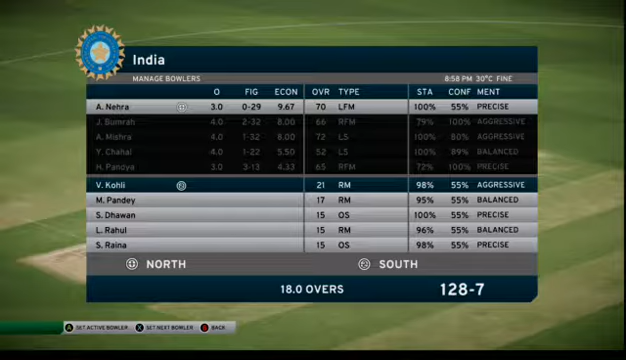 India
MANAGE BOWLERS 8:58 PM 30°C FINE
O FIG ECON OVR TYPE STA CONF MENT
A. Nehra 3.0 0-29 9.67 70 LFM 100% 55% PRECISE
J. Bumrah 4.0 2-32 8.00 66 RFM 79% 100% AGGRESSIVE
A. Mishra 4.0 1-32 8.00 72 LS 100% 80% AGGRESSIVE
Y. Chahal 4.0 1-22 5.50 52 LS 100% 89% BALANCED
H. Pandya 3.0 3-13 4.33 65 RFM 72% 100% PRECISE
V. Kohli 21 RM 98% 55% AGGRESSIVE
M. Pandey 17 RM 95% 55% BALANCED
S. Dhawan 15 OS 100% 55% PRECISE
L. Rahul 15 RM 96% 55% BALANCED
S. Raina 15 OS 98% 55% PRECISE
NORTH SOUTH
18.0 OVERS 128-7
A SET ACTIVE BOWLER X SET NEXT BOWLER B BACK